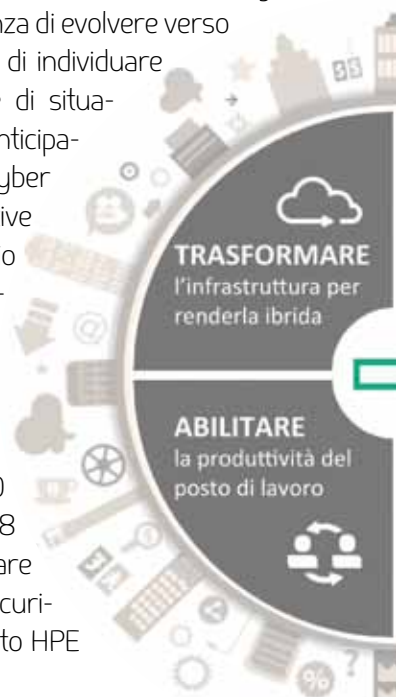 nza di evolvere verso
di individuare
e di situa-
nticipa-
yber
ive
o
-
0
8
are
curi-
to HPE
TRASFORMARE
l'infrastruttura per
renderla ibrida
ABILITARE
la produttività del
posto di lavoro
@
%
?